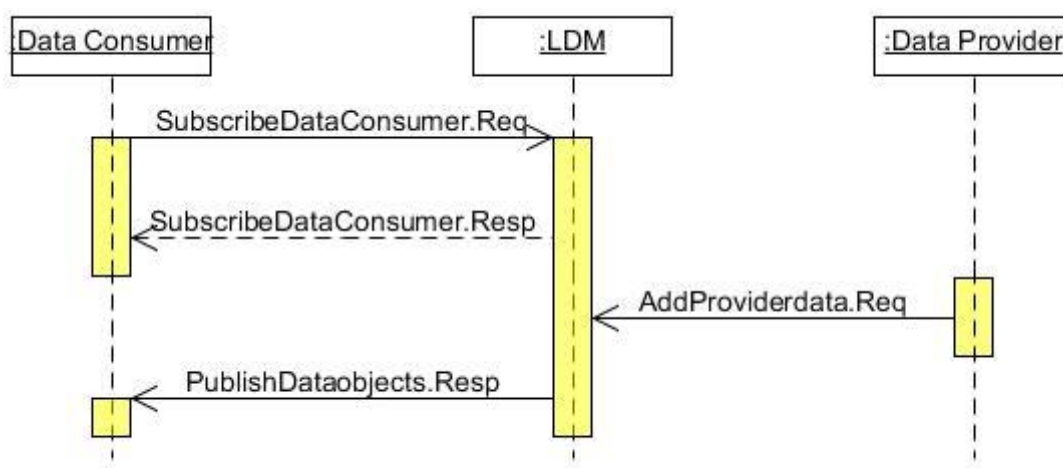 :Data Consumer
:LDM
:Data Provider
SubscribeDataConsumer.Req
SubscribeDataConsumer.Resp
AddProviderdata.Req
PublishDataobjects.Resp